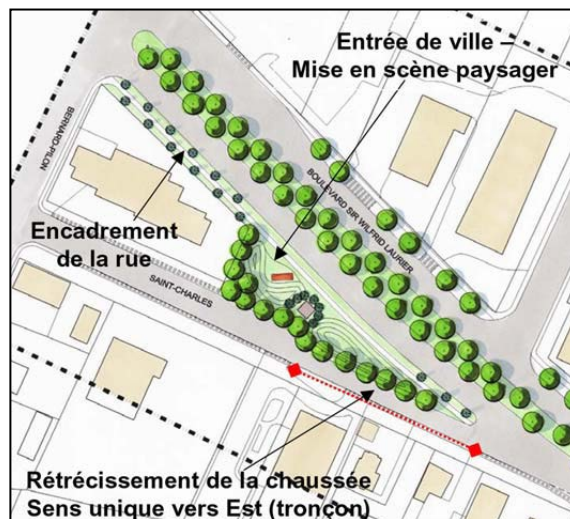 Entrée de ville –
Mise en scène paysager
BERNARD-PILON
BOULEVARD SIR WILFRID LAURIER
Encadrement
de la rue
SAINT-CHARLES
Rétrécissement de la chaussée
Sens unique vers Est (tronçon)